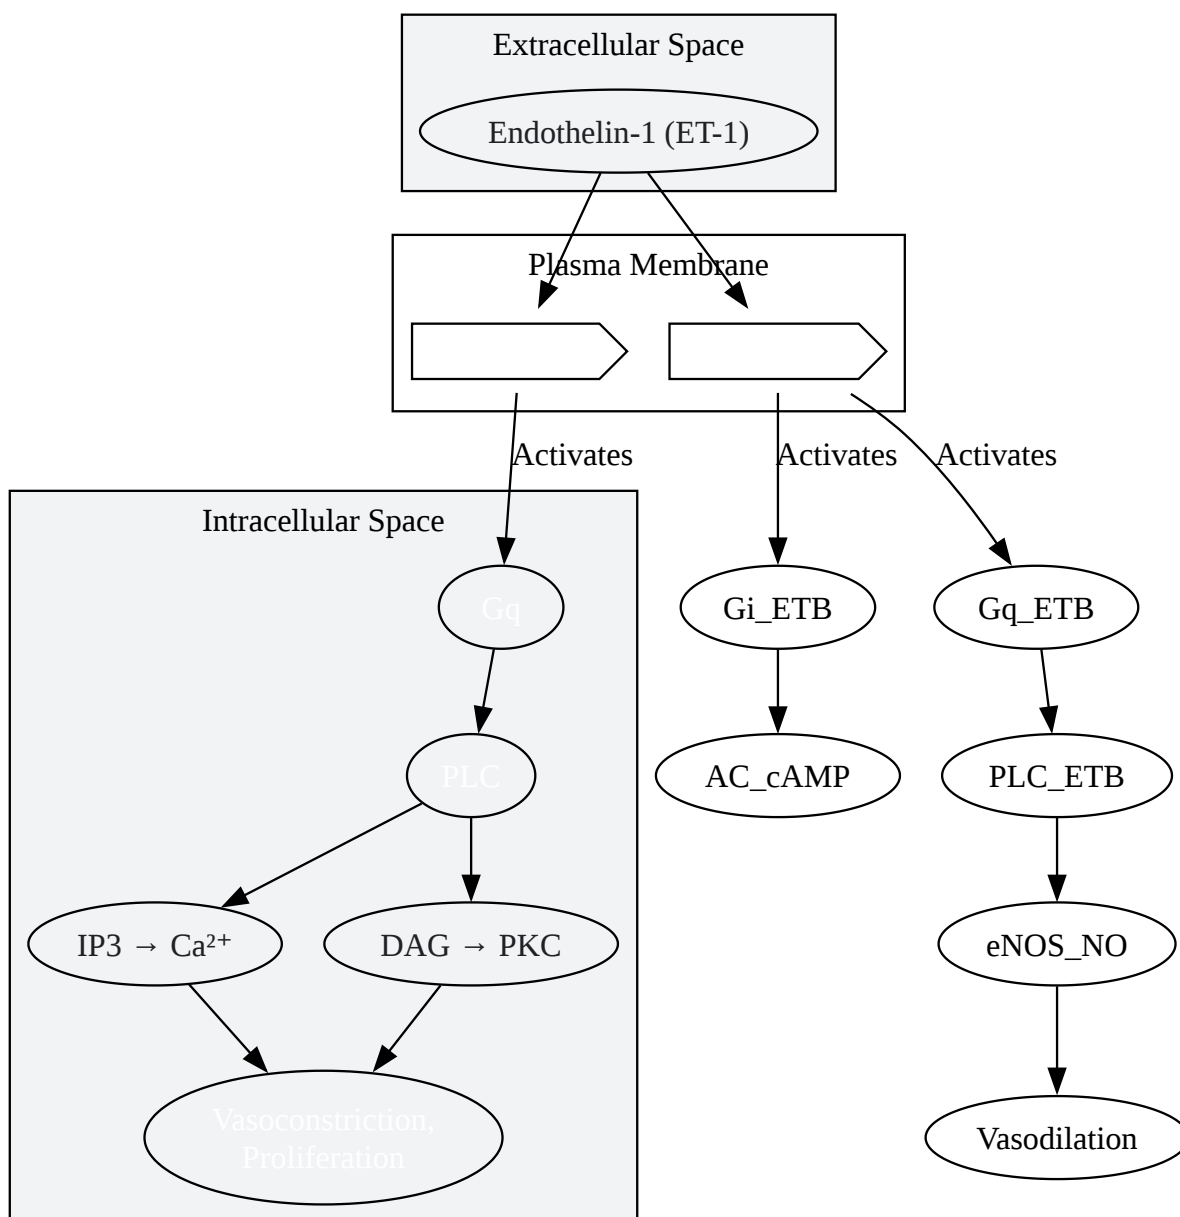 Extracellular Space
Endothelin-1 (ET-1)
Plasma Membrane
Activates
Activates
Activates
Intracellular Space
Gq
Gi_ETB
Gq_ETB
PLC
AC_cAMP
PLC_ETB
IP3 → Ca²⁺
DAG → PKC
eNOS_NO
Vasoconstriction,
Proliferation
Vasodilation